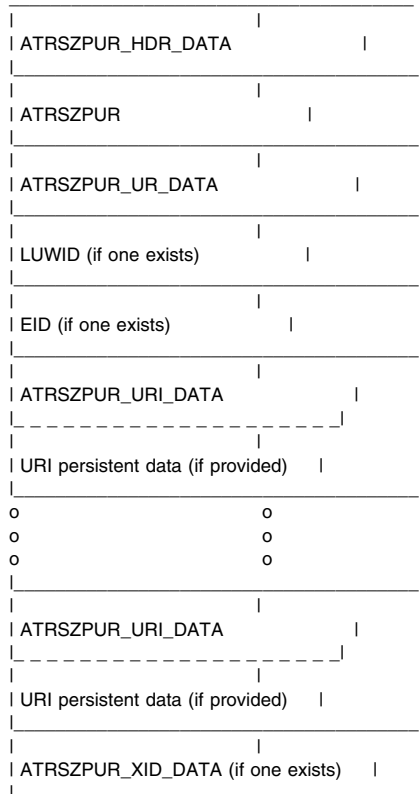 ATRSZPUR_HDR_DATA
ATRSZPUR
ATRSZPUR_UR_DATA
LUWID (if one exists)
EID (if one exists)
ATRSZPUR_URI_DATA
URI persistent data (if provided)
o o
o o
o o
ATRSZPUR_URI_DATA
URI persistent data (if provided)
ATRSZPUR_XID_DATA (if one exists)